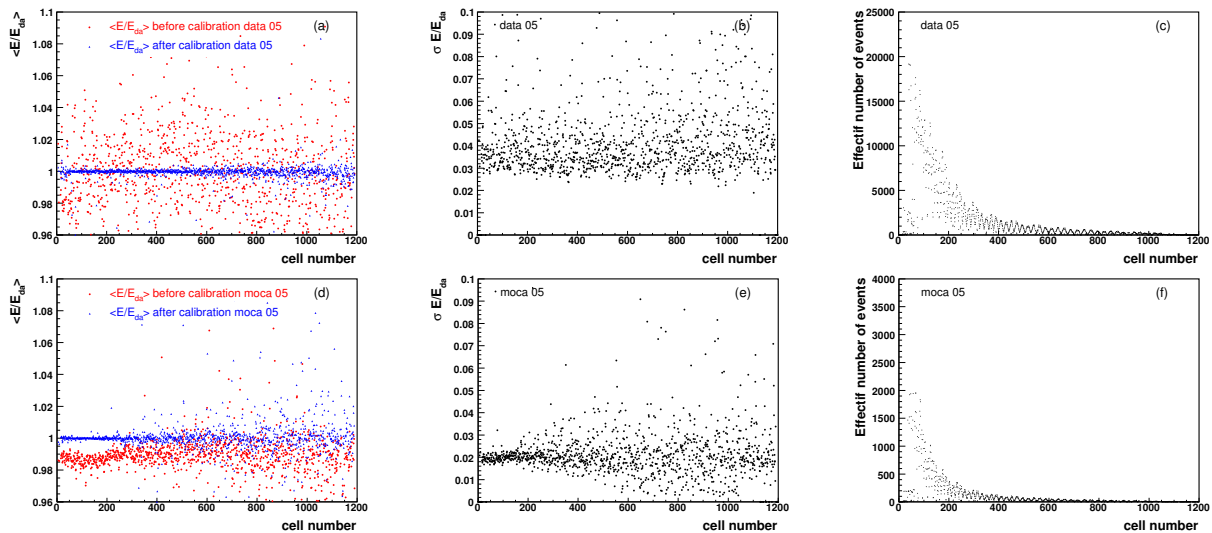 <E/E_da>
1.1
1.08
1.06
1.04
1.02
1
0.98
0.96
<E/E_da> before calibration data 05
<E/E_da> after calibration data 05
(a)
0 200 400 600 800 1000 1200
cell number
σ E/E_da
0.1
0.09
0.08
0.07
0.06
0.05
0.04
0.03
0.02
0.01
0
data 05
(b)
0 200 400 600 800 1000 1200
cell number
Effectif number of events
25000
20000
15000
10000
5000
0
data 05
(c)
0 200 400 600 800 1000 1200
cell number
<E/E_da>
1.1
1.08
1.06
1.04
1.02
1
0.98
0.96
<E/E_da> before calibration moca 05
<E/E_da> after calibration moca 05
(d)
0 200 400 600 800 1000 1200
cell number
σ E/E_da
0.1
0.09
0.08
0.07
0.06
0.05
0.04
0.03
0.02
0.01
0
moca 05
(e)
0 200 400 600 800 1000 1200
cell number
Effectif number of events
4000
3500
3000
2500
2000
1500
1000
500
0
moca 05
(f)
0 200 400 600 800 1000 1200
cell number